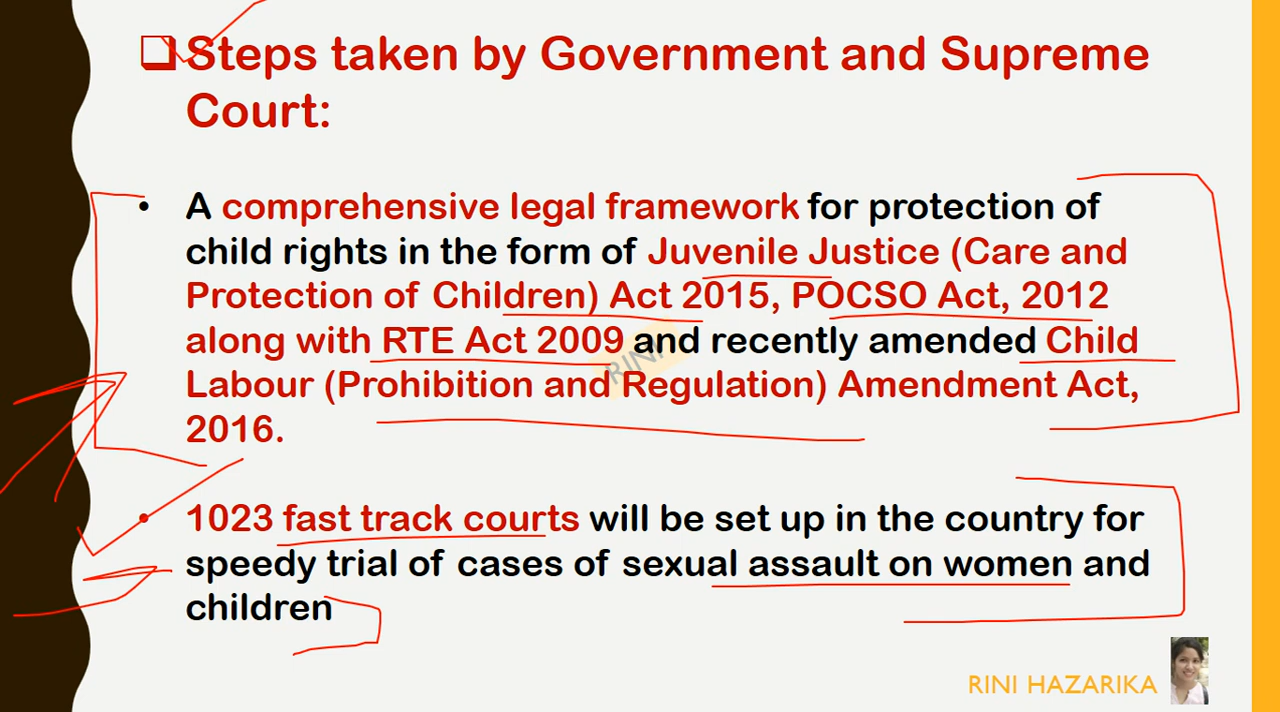 Steps taken by Government and Supreme
Court:
• A comprehensive legal framework for protection of
child rights in the form of Juvenile Justice (Care and
Protection of Children) Act 2015, POCSO Act, 2012
along with RTE Act 2009 and recently amended Child
Labour (Prohibition and Regulation) Amendment Act,
2016.
RINI
• 1023 fast track courts will be set up in the country for
speedy trial of cases of sexual assault on women and
children
RINI HAZARIKA